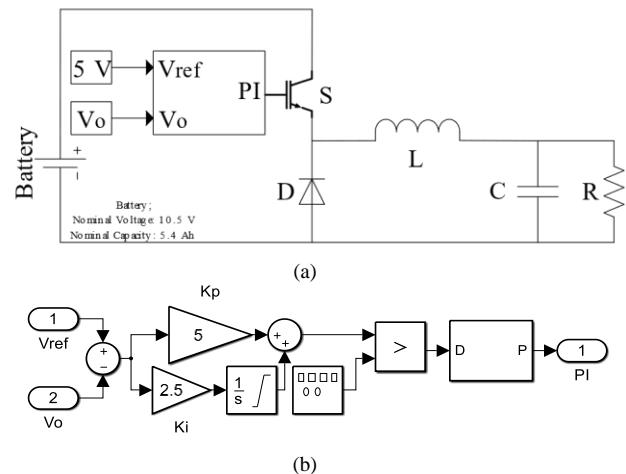 5 V
Vref
PI
S
Vo
Vo
Battery
+
−
L
D
C
R
Battery;
Nominal Voltage: 10.5 V
Nominal Capacity: 5.4 Ah
(a)
Kp
1
Vref
5
+
−
+
+
>
D
P
1
PI
2
Vo
2.5
Ki
1
s
(b)